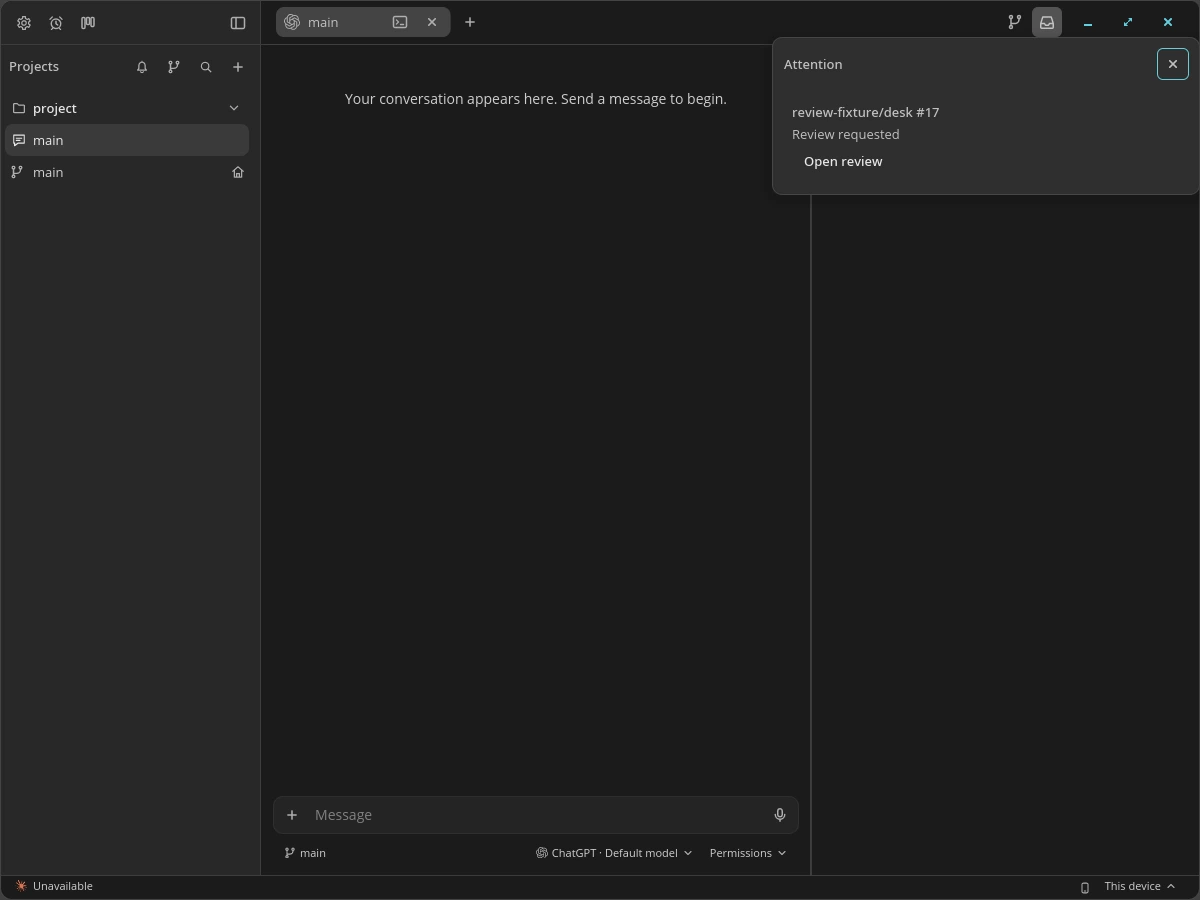 main
Projects
Attention
project
Your conversation appears here. Send a message to begin.
review-fixture/desk #17
Review requested
main
Open review
main
Message
main
ChatGPT · Default model
Permissions
Unavailable
This device